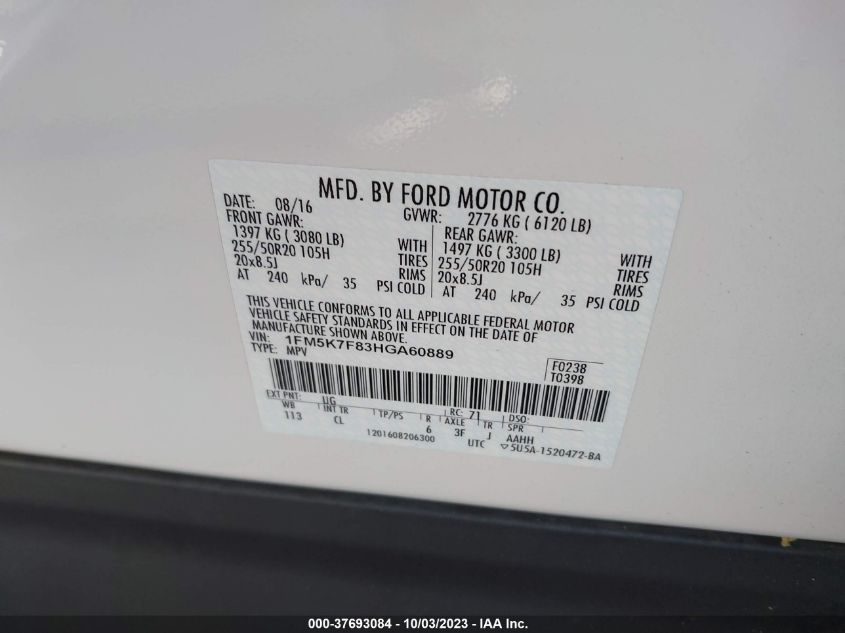 MFD. BY FORD MOTOR CO.
DATE: 08/16 GVWR: 2776 KG ( 6120 LB)
FRONT GAWR: REAR GAWR:
1397 KG ( 3080 LB) WITH 1497 KG ( 3300 LB) WITH
255/50R20 105H TIRES 255/50R20 105H TIRES
20x8.5J RIMS 20x8.5J RIMS
AT 240 kPa/ 35 PSI COLD AT 240 kPa/ 35 PSI COLD
THIS VEHICLE CONFORMS TO ALL APPLICABLE FEDERAL MOTOR
VEHICLE SAFETY STANDARDS IN EFFECT ON THE DATE OF
MANUFACTURE SHOWN ABOVE.
VIN: 1FM5K7F83HGA60889 F0238
TYPE: MPV T0398
EXT PNT: UG RC: 71 DSO:
WB INT TR TP/PS R AXLE TR SPR
113 CL 6 3F J AAHH
1201608206300 UTC ▽5U5A-1520472-BA
000-37693084 - 10/03/2023 - IAA Inc.